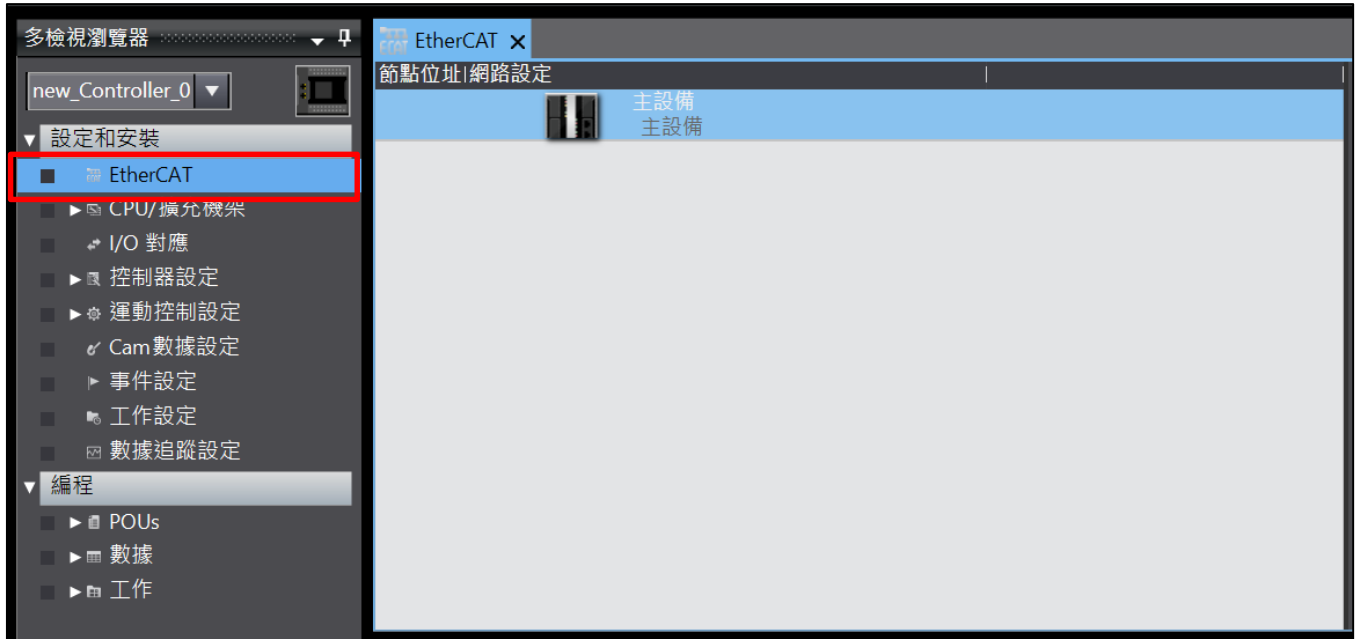 多檢視瀏覽器
new_Controller_0
設定和安裝
EtherCAT
CPU/擴充機架
I/O 對應
控制器設定
運動控制設定
Cam數據設定
事件設定
工作設定
數據追蹤設定
編程
POUs
數據
工作
EtherCAT
節點位址|網路設定
主設備
主設備